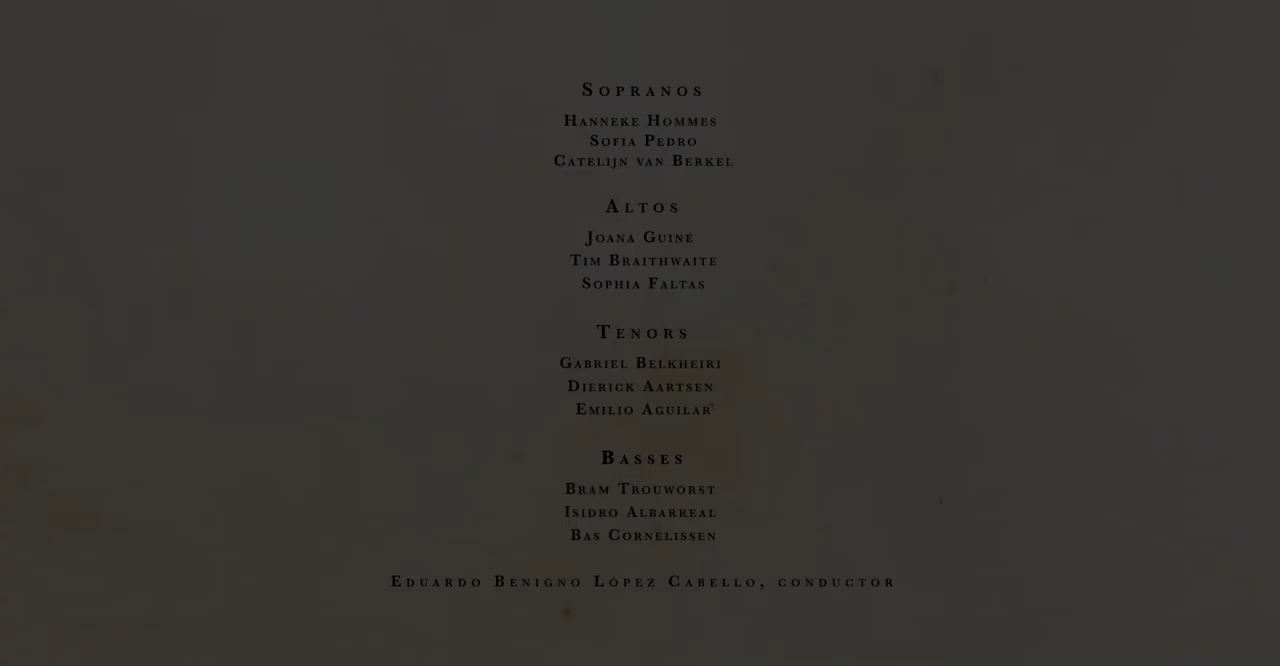 SOPRANOS
HANNEKE HOMMES
SOFIA PEDRO
CATELIJN VAN BERKEL
ALTOS
JOANA GUINÉ
TIM BRAITHWAITE
SOPHIA FALTAS
TENORS
GABRIEL BELKHEIRI
DIERICK AARTSEN
EMILIO AGUILAR
BASSES
BRAM TROUWORST
ISIDRO ALBARREAL
BAS CORNELISSEN
EDUARDO BENIGNO LÓPEZ CABELLO, CONDUCTOR